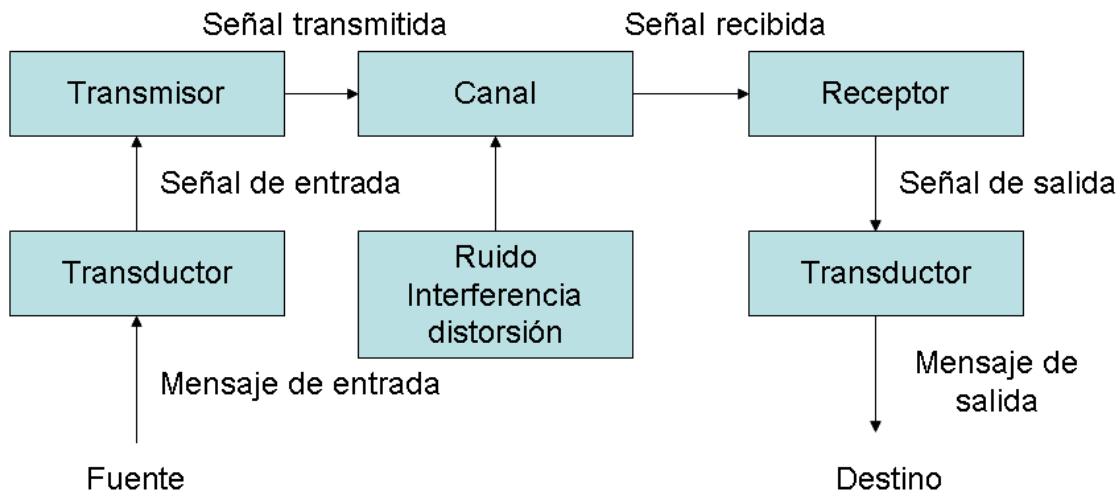 Señal transmitida
Señal recibida
Transmisor
Canal
Receptor
Señal de entrada
Señal de salida
Transductor
Ruido
Interferencia
distorsión
Transductor
Mensaje de entrada
Mensaje de
salida
Fuente
Destino